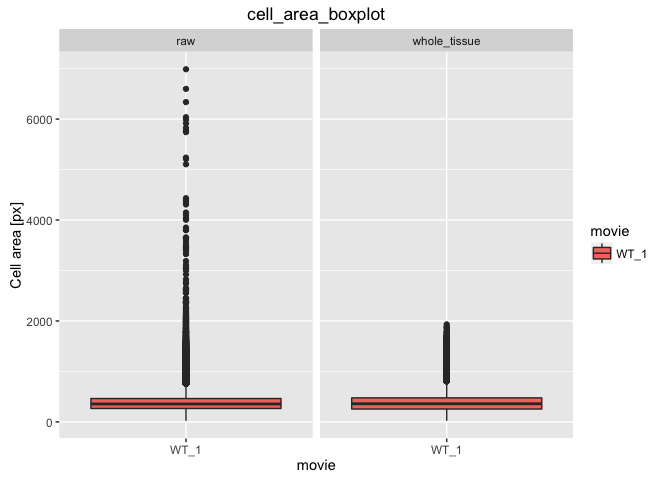 cell_area_boxplot
raw
whole_tissue
6000
4000
2000
0
Cell area [px]
WT_1
WT_1
movie
movie
WT_1